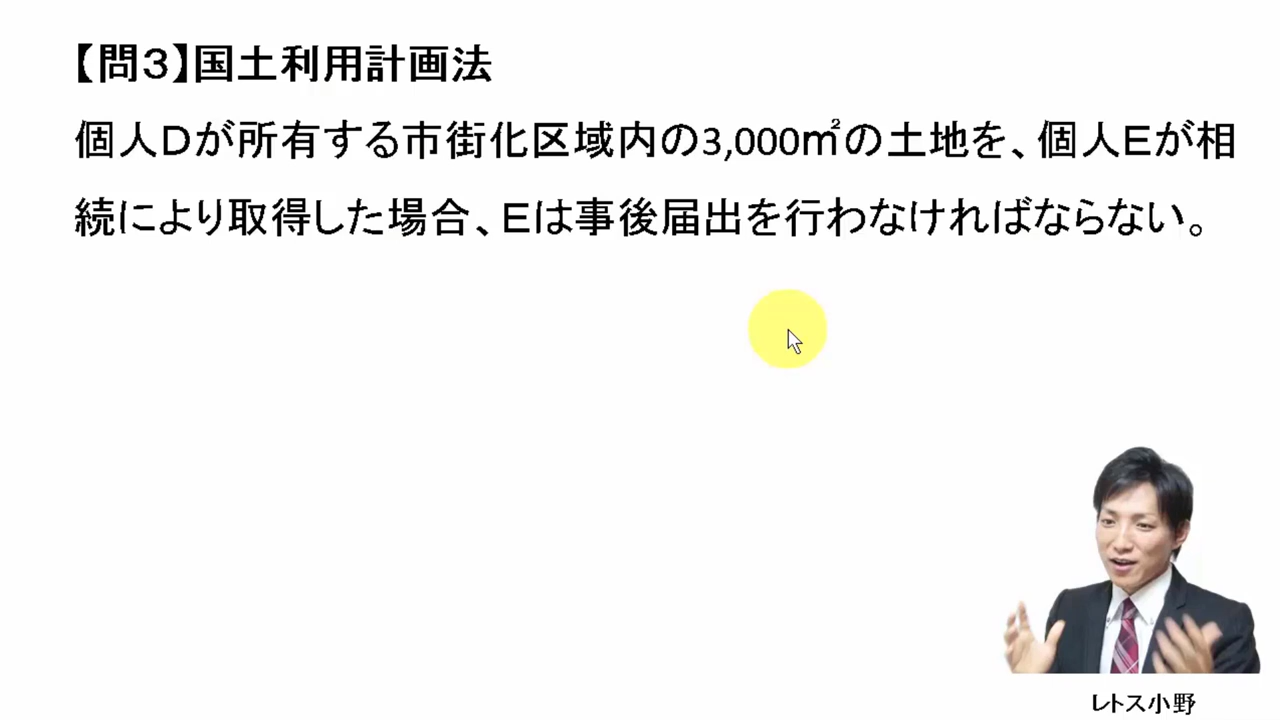 【問３】国土利用計画法
個人Ｄが所有する市街化区域内の3,000㎡の土地を、個人Ｅが相
続により取得した場合、Ｅは事後届出を行わなければならない。
レトス小野